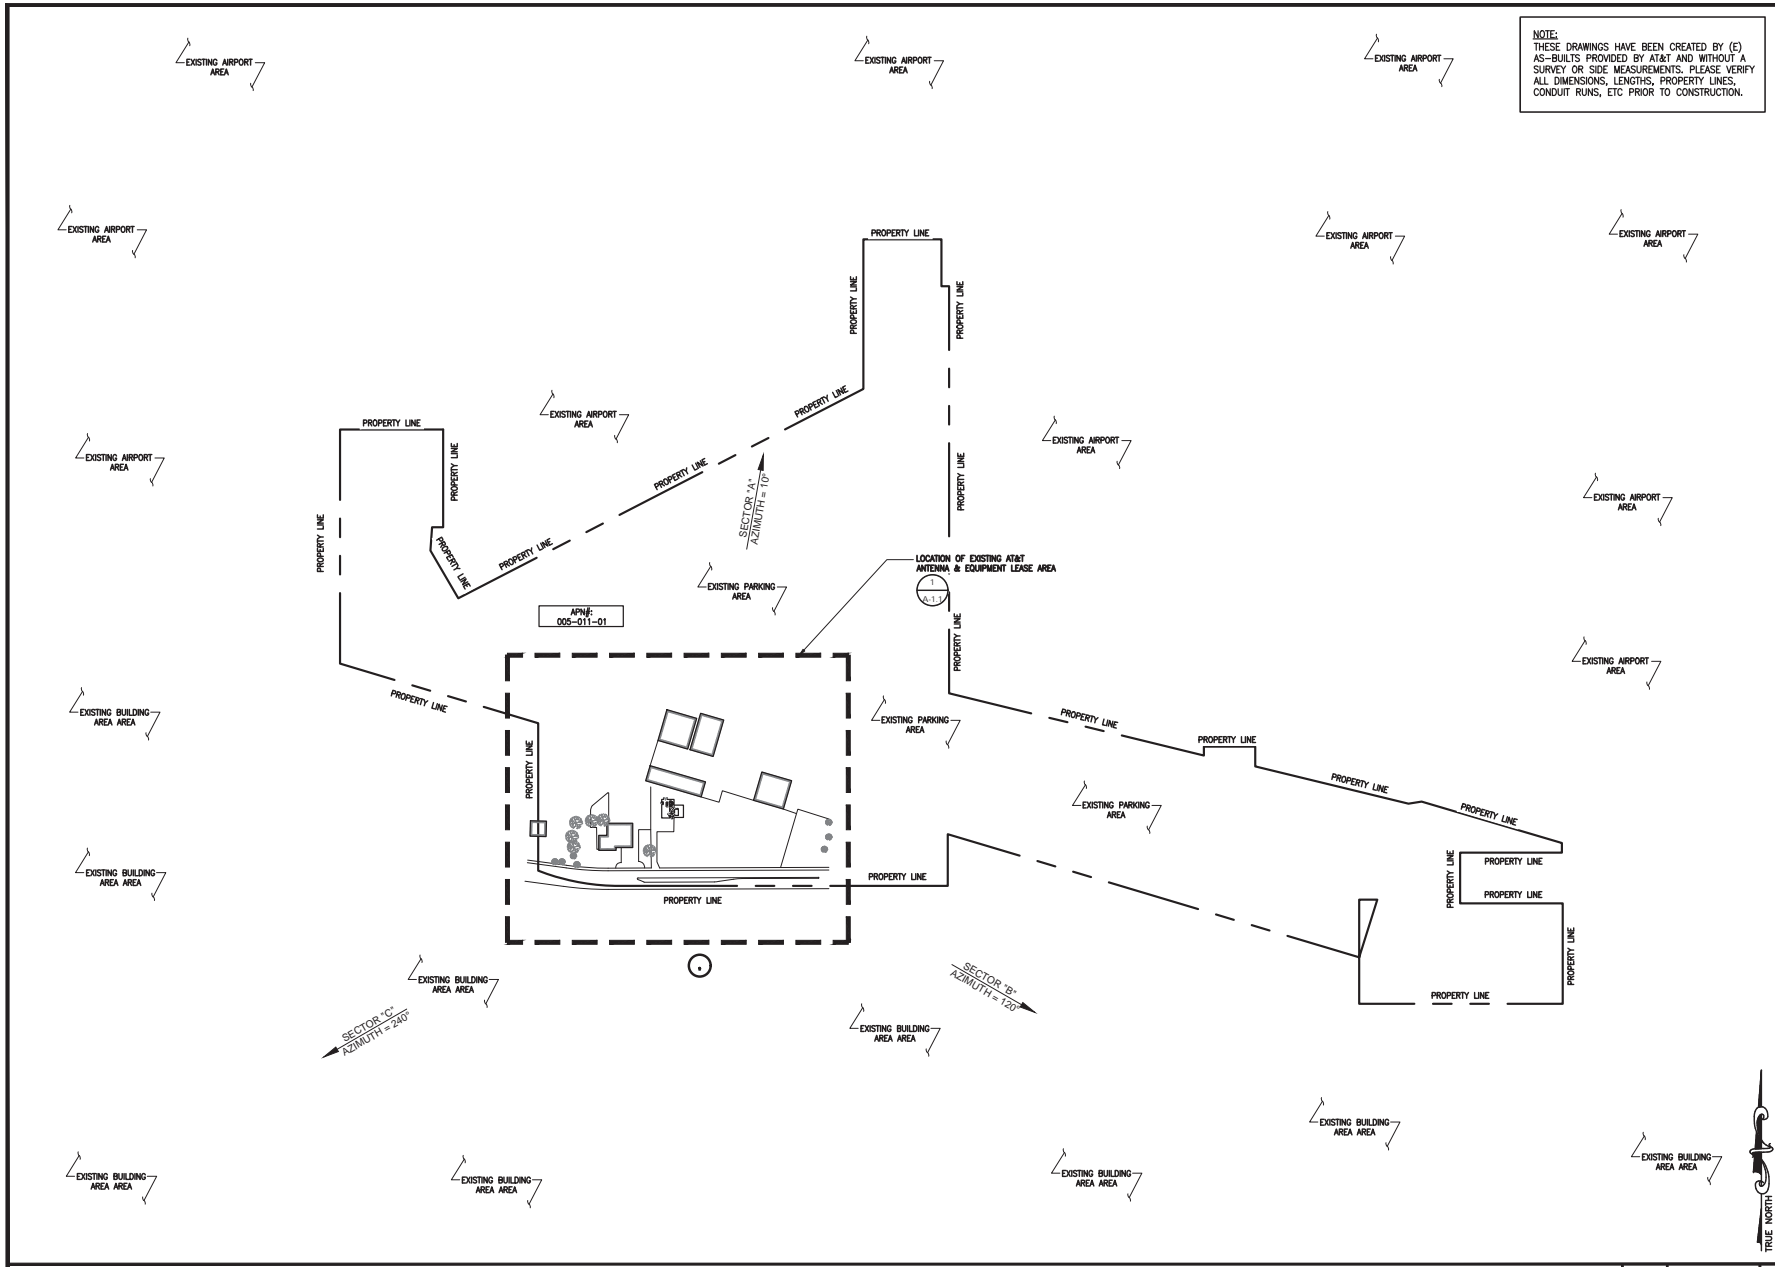 NOTE:
THESE DRAWINGS HAVE BEEN CREATED BY (E)
AS-BUILTS PROVIDED BY AT&T AND WITHOUT A
SURVEY OR SIDE MEASUREMENTS. PLEASE VERIFY
ALL DIMENSIONS, LENGTHS, PROPERTY LINES,
CONDUIT RUNS, ETC PRIOR TO CONSTRUCTION.
EXISTING AIRPORT
AREA
EXISTING AIRPORT
AREA
EXISTING AIRPORT
AREA
EXISTING AIRPORT
AREA
PROPERTY LINE
EXISTING AIRPORT
AREA
EXISTING AIRPORT
AREA
PROPERTY LINE
PROPERTY LINE
PROPERTY LINE
EXISTING AIRPORT
AREA
PROPERTY LINE
EXISTING AIRPORT
AREA
EXISTING AIRPORT
AREA
PROPERTY LINE
PROPERTY LINE
PROPERTY LINE
EXISTING AIRPORT
AREA
SECTOR "A"
AZIMUTH = 10°
PROPERTY LINE
PROPERTY LINE
PROPERTY LINE
PROPERTY LINE
LOCATION OF EXISTING AT&T
ANTENNA & EQUIPMENT LEASE AREA
1
A-1.1
EXISTING PARKING
AREA
APN#:
005-011-01
PROPERTY LINE
EXISTING AIRPORT
AREA
PROPERTY LINE
EXISTING BUILDING
AREA AREA
EXISTING PARKING
AREA
PROPERTY LINE
PROPERTY LINE
PROPERTY LINE
PROPERTY LINE
EXISTING PARKING
AREA
PROPERTY LINE
PROPERTY LINE
PROPERTY LINE
PROPERTY LINE
EXISTING BUILDING
AREA AREA
PROPERTY LINE
PROPERTY LINE
PROPERTY LINE
PROPERTY LINE
EXISTING BUILDING
AREA AREA
SECTOR "B"
AZIMUTH = 120°
PROPERTY LINE
SECTOR "C"
AZIMUTH = 240°
EXISTING BUILDING
AREA AREA
EXISTING BUILDING
AREA AREA
EXISTING BUILDING
AREA AREA
EXISTING BUILDING
AREA AREA
EXISTING BUILDING
AREA AREA
EXISTING BUILDING
AREA AREA
TRUE NORTH